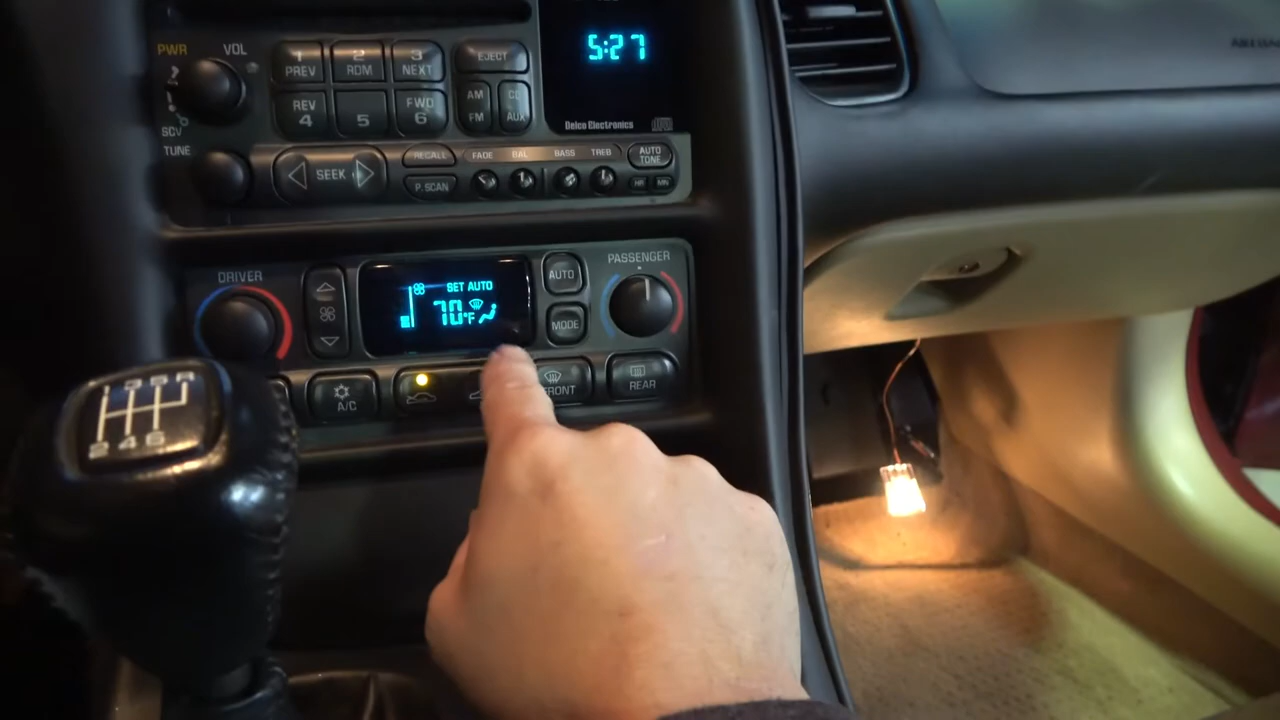 PWR
VOL
1
PREV
2
RDM
3
NEXT
EJECT
5:27
REV
4
5
FWD
6
AM
FM
CD
AUX
SCV
Delco Electronics
TUNE
SEEK
RECALL
P.SCAN
FADE
BAL
BASS
TREB
AUTO
TONE
HR
MN
DRIVER
SET AUTO
70°F
AUTO
MODE
PASSENGER
A/C
FRONT
REAR
1 3 5 R
2 4 6